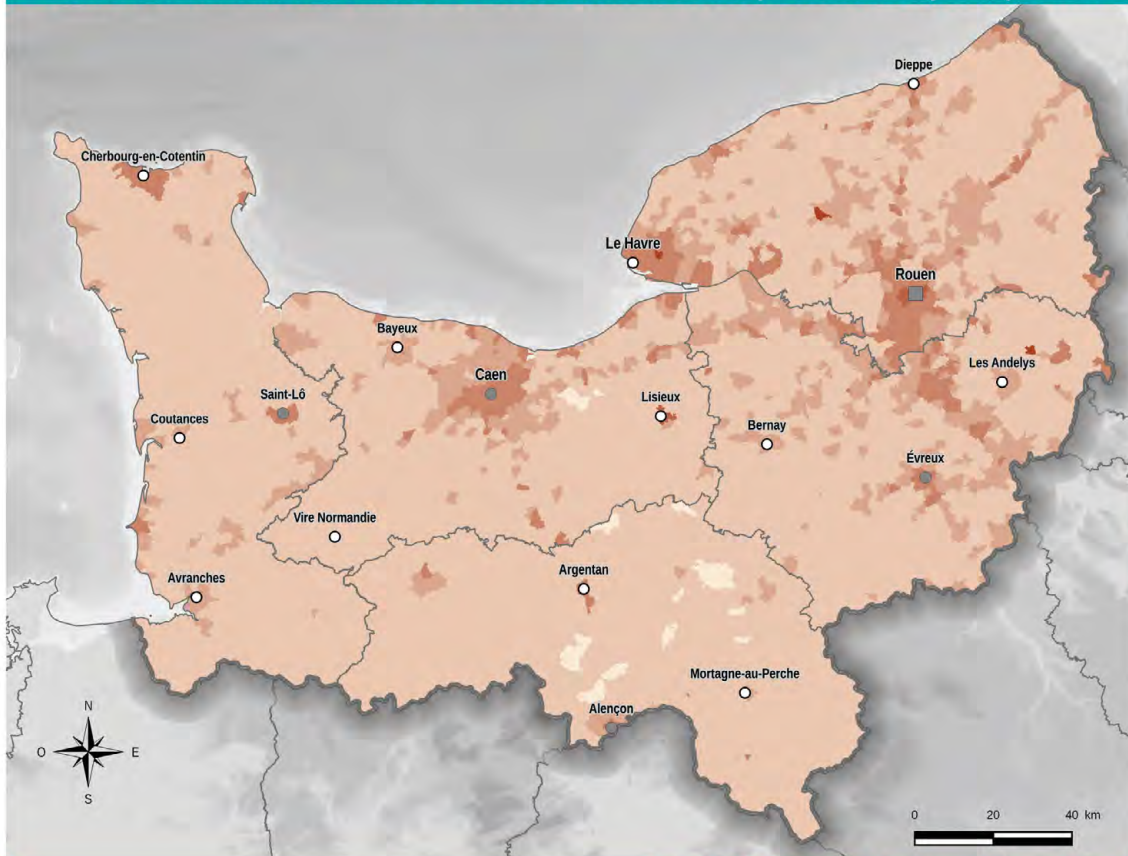 Dieppe
Cherbourg-en-Cotentin
Le Havre
Rouen
Bayeux
Les Andelys
Caen
Saint-Lô
Lisieux
Coutances
Bernay
Évreux
Vire Normandie
Argentan
Avranches
Mortagne-au-Perche
Alençon
N
O
E
S
0 20 40 km